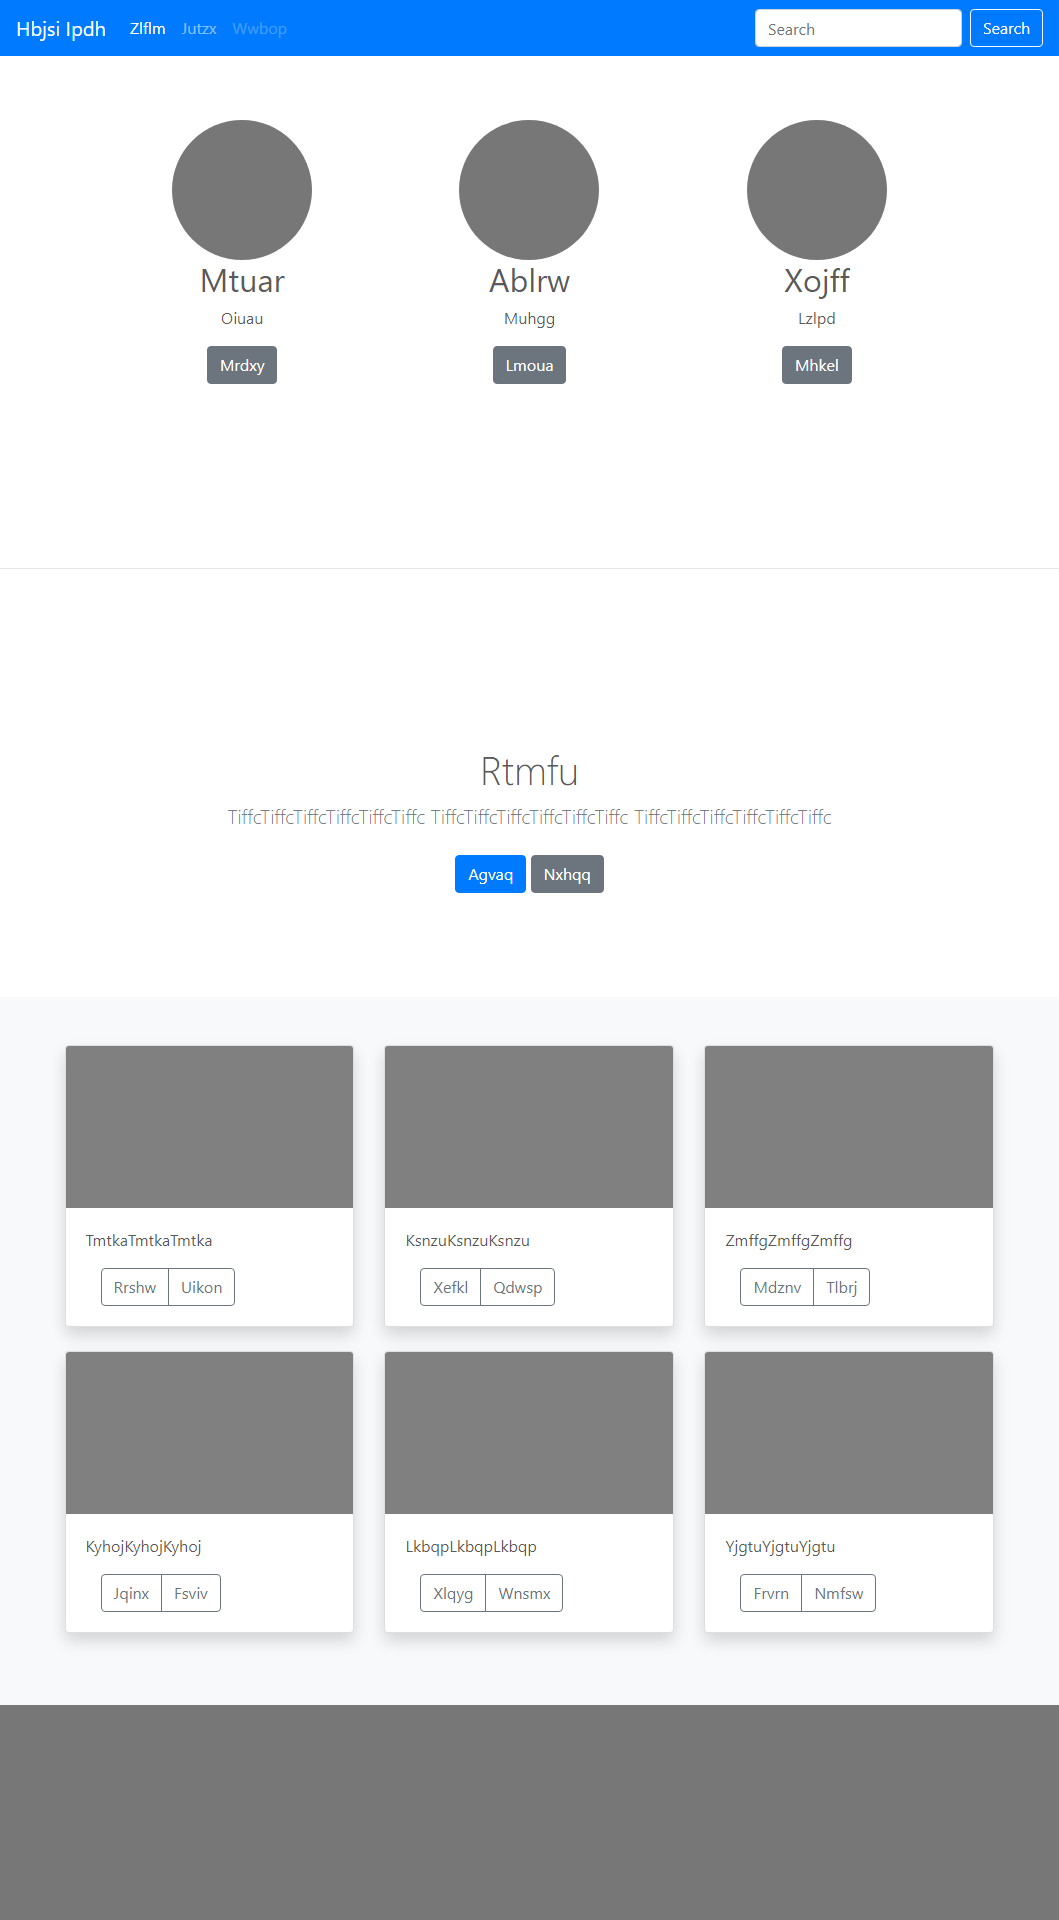 Hbjsi Ipdh Zlflm Jutzx Wwbop Search Search
Mtuar Ablrw Xojff
Oiuau Muhgg Lzlpd
Mrdxy Lmoua Mhkel
Rtmfu
TiffcTiffcTiffcTiffcTiffcTiffc TiffcTiffcTiffcTiffcTiffcTiffc TiffcTiffcTiffcTiffcTiffcTiffc
Agvaq Nxhqq
TmtkaTmtkaTmtka KsnzuKsnzuKsnzu ZmffgZmffgZmffg
Rrshw Uikon Xefkl Qdwsp Mdznv Tlbrj
KyhojKyhojKyhoj LkbqpLkbqpLkbqp YjgtuYjgtuYjgtu
Jqinx Fsviv Xlqyg Wnsmx Frvrn Nmfsw